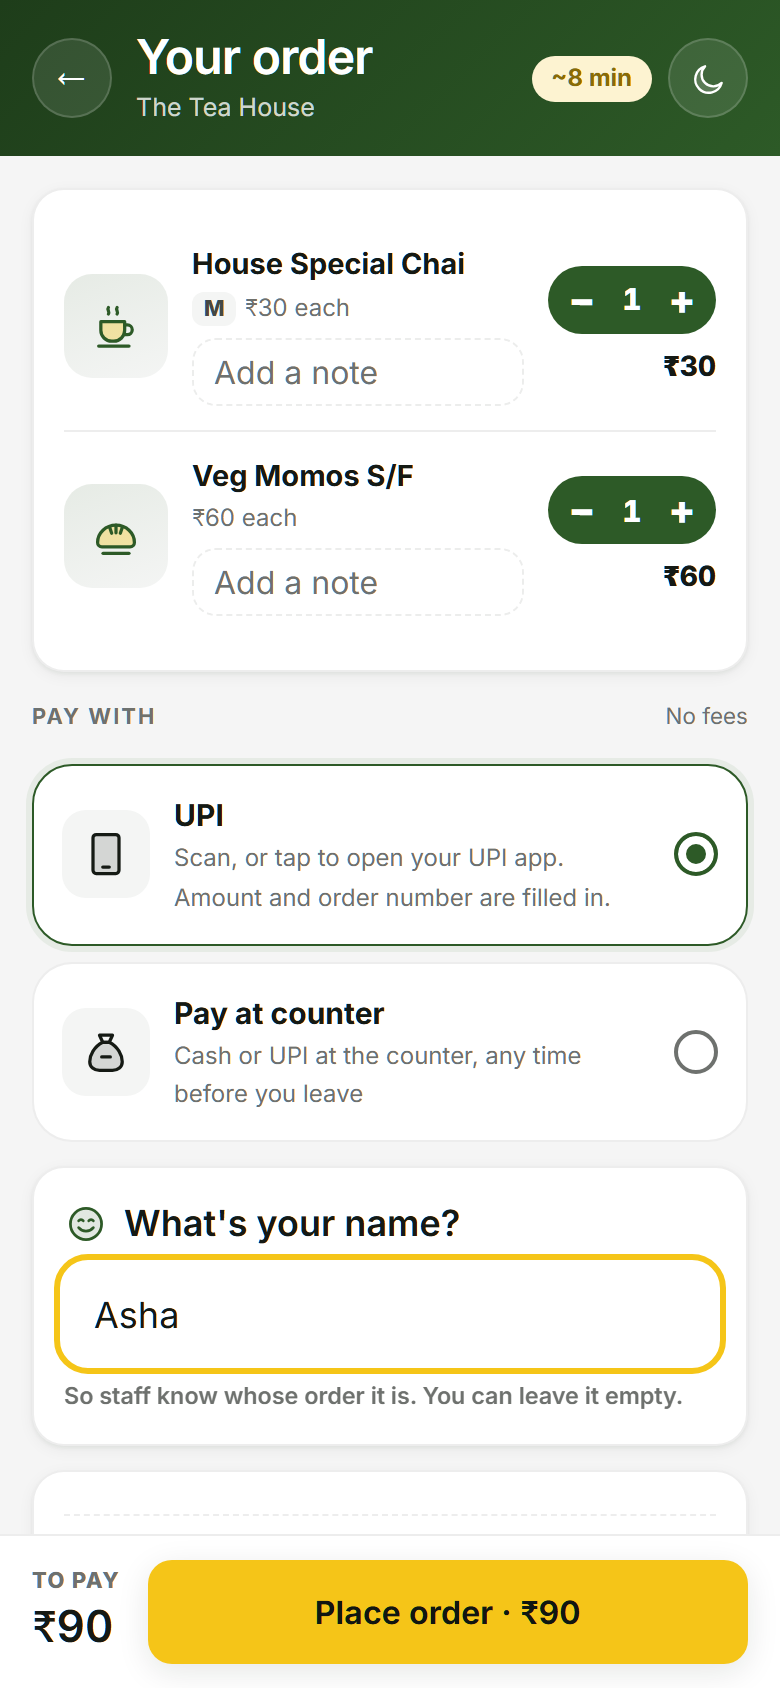 ←
Your order
The Tea House
~8 min
House Special Chai
M ₹30 each
Add a note
− 1 +
₹30
Veg Momos S/F
₹60 each
Add a note
− 1 +
₹60
PAY WITH
No fees
UPI
Scan, or tap to open your UPI app.
Amount and order number are filled in.
Pay at counter
Cash or UPI at the counter, any time
before you leave
What's your name?
Asha
So staff know whose order it is. You can leave it empty.
TO PAY
₹90
Place order · ₹90